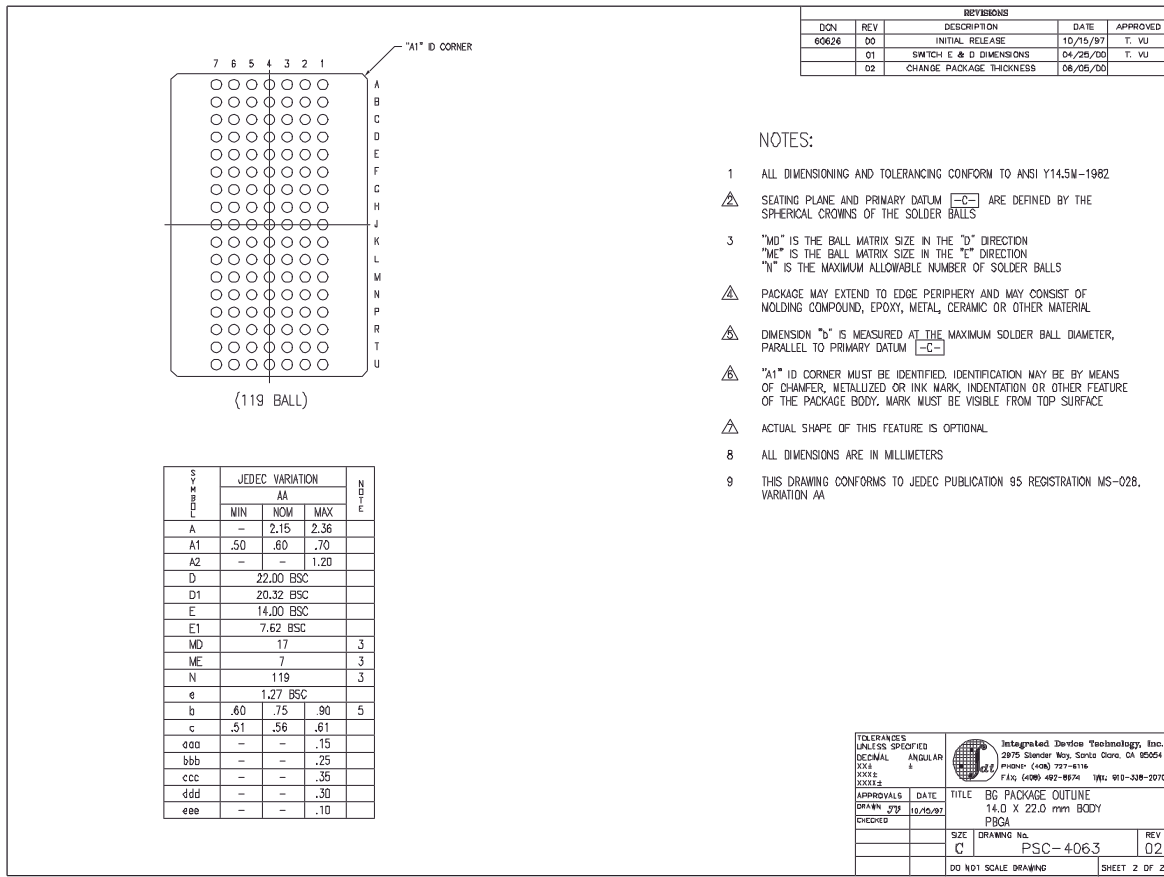 REVISIONS
DCN REV DESCRIPTION DATE APPROVED
60626 00 INITIAL RELEASE 10/15/97 T. VU
01 SWITCH E & D DIMENSIONS 04/25/00 T. VU
02 CHANGE PACKAGE THICKNESS 06/05/00
"A1" ID CORNER
7 6 5 4 3 2 1
A
B
C
D
E
F
G
H
J
K
L
M
N
P
R
T
U
(119 BALL)
NOTES:
1 ALL DIMENSIONING AND TOLERANCING CONFORM TO ANSI Y14.5M-1982
2 SEATING PLANE AND PRIMARY DATUM -C- ARE DEFINED BY THE
SPHERICAL CROWNS OF THE SOLDER BALLS
3 "MD" IS THE BALL MATRIX SIZE IN THE "D" DIRECTION
"ME" IS THE BALL MATRIX SIZE IN THE "E" DIRECTION
"N" IS THE MAXIMUM ALLOWABLE NUMBER OF SOLDER BALLS
4 PACKAGE MAY EXTEND TO EDGE PERIPHERY AND MAY CONSIST OF
MOLDING COMPOUND, EPOXY, METAL, CERAMIC OR OTHER MATERIAL
5 DIMENSION "b" IS MEASURED AT THE MAXIMUM SOLDER BALL DIAMETER,
PARALLEL TO PRIMARY DATUM -C-
6 "A1" ID CORNER MUST BE IDENTIFIED. IDENTIFICATION MAY BE BY MEANS
OF CHAMFER, METALLIZED OR INK MARK, INDENTATION OR OTHER FEATURE
OF THE PACKAGE BODY. MARK MUST BE VISIBLE FROM TOP SURFACE
7 ACTUAL SHAPE OF THIS FEATURE IS OPTIONAL
8 ALL DIMENSIONS ARE IN MILLIMETERS
9 THIS DRAWING CONFORMS TO JEDEC PUBLICATION 95 REGISTRATION MS-028,
VARIATION AA
SYMBOL JEDEC VARIATION NOTE
AA
MIN NOM MAX
A – 2.15 2.36
A1 .50 .60 .70
A2 – – 1.20
D 22.00 BSC
D1 20.32 BSC
E 14.00 BSC
E1 7.62 BSC
MD 17 3
ME 7 3
N 119 3
e 1.27 BSC
b .60 .75 .90 5
c .51 .56 .61
aaa – – .15
bbb – – .25
ccc – – .35
ddd – – .30
eee – – .10
TOLERANCES
UNLESS SPECIFIED
DECIMAL ANGULAR
XX± ±
XXX±
XXXX±
idt
Integrated Device Technology, Inc.
2975 Stender Way, Santa Clara, CA 95054
PHONE: (408) 727-6116
FAX: (408) 492-8674 TWX: 910-338-2070
APPROVALS DATE
DRAWN TV 10/15/97
CHECKED
TITLE BG PACKAGE OUTLINE
14.0 X 22.0 mm BODY
PBGA
SIZE DRAWING No. REV
C PSC-4063 02
DO NOT SCALE DRAWING SHEET 2 OF 2